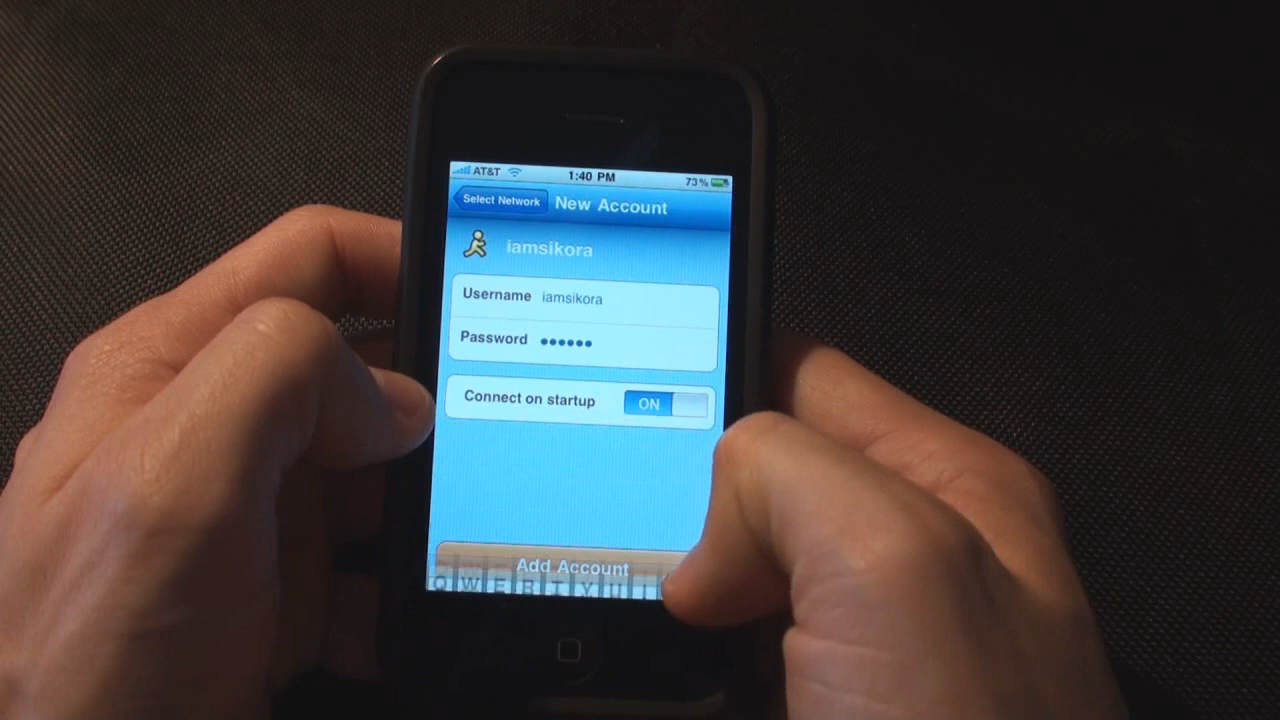 AT&T 1:40 PM 73%
Select Network New Account
iamsikora
Username iamsikora
Password ••••••
Connect on startup ON
Add Account
Q W E R T Y U I